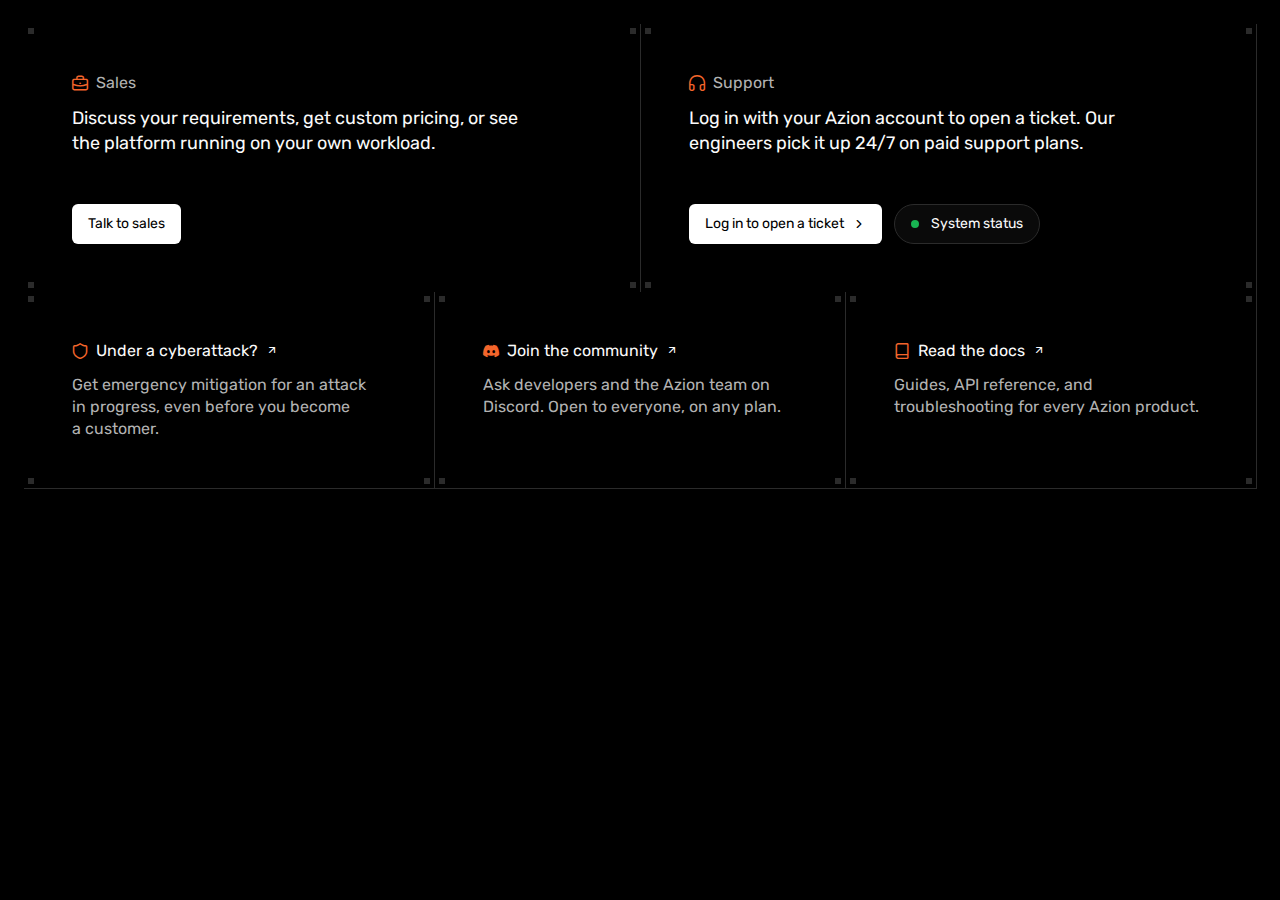 Sales
Discuss your requirements, get custom pricing, or see
the platform running on your own workload.
Talk to sales
Support
Log in with your Azion account to open a ticket. Our
engineers pick it up 24/7 on paid support plans.
Log in to open a ticket
System status
Under a cyberattack?
Get emergency mitigation for an attack
in progress, even before you become
a customer.
Join the community
Ask developers and the Azion team on
Discord. Open to everyone, on any plan.
Read the docs
Guides, API reference, and
troubleshooting for every Azion product.